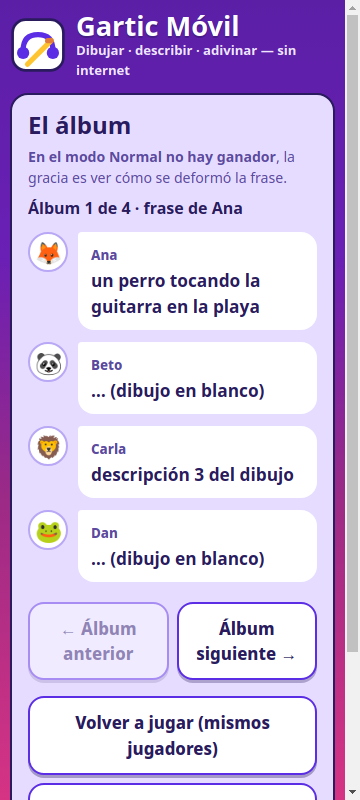 Gartic Móvil
Dibujar · describir · adivinar — sin
internet
El álbum
En el modo Normal no hay ganador, la
gracia es ver cómo se deformó la frase.
Álbum 1 de 4 · frase de Ana
Ana
un perro tocando la
guitarra en la playa
Beto
... (dibujo en blanco)
Carla
descripción 3 del dibujo
Dan
... (dibujo en blanco)
← Álbum
anterior
Álbum
siguiente →
Volver a jugar (mismos
jugadores)